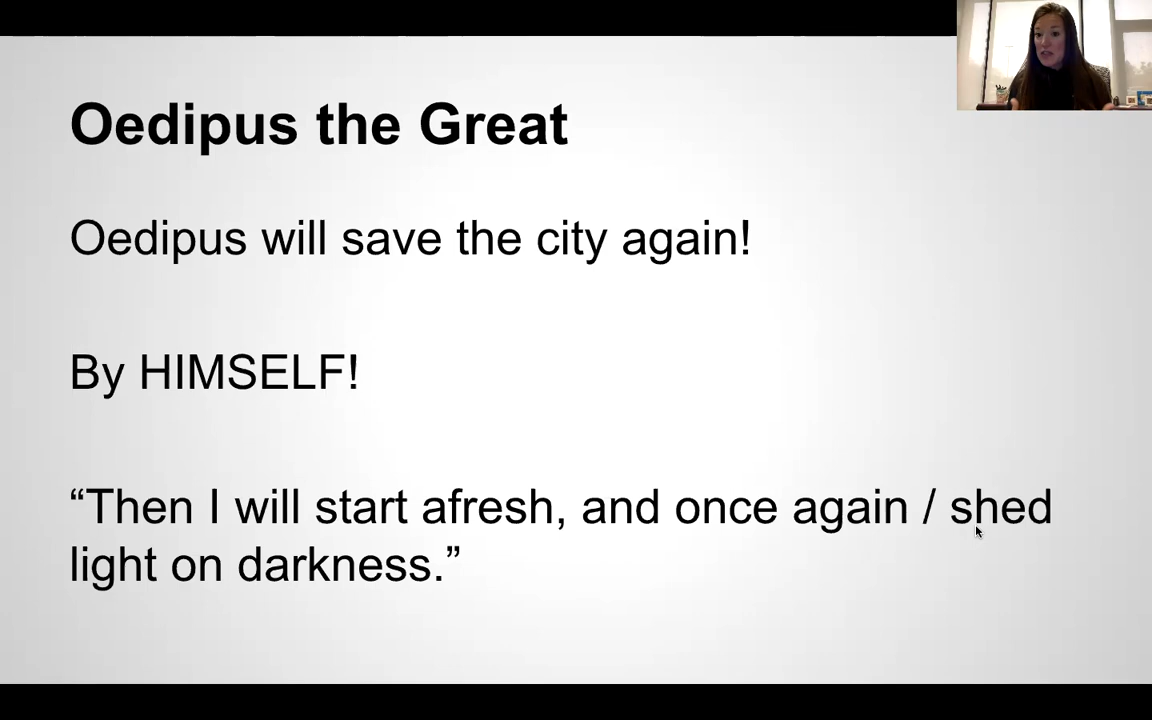 Oedipus the Great
Oedipus will save the city again!
By HIMSELF!
“Then I will start afresh, and once again / shed
light on darkness.”